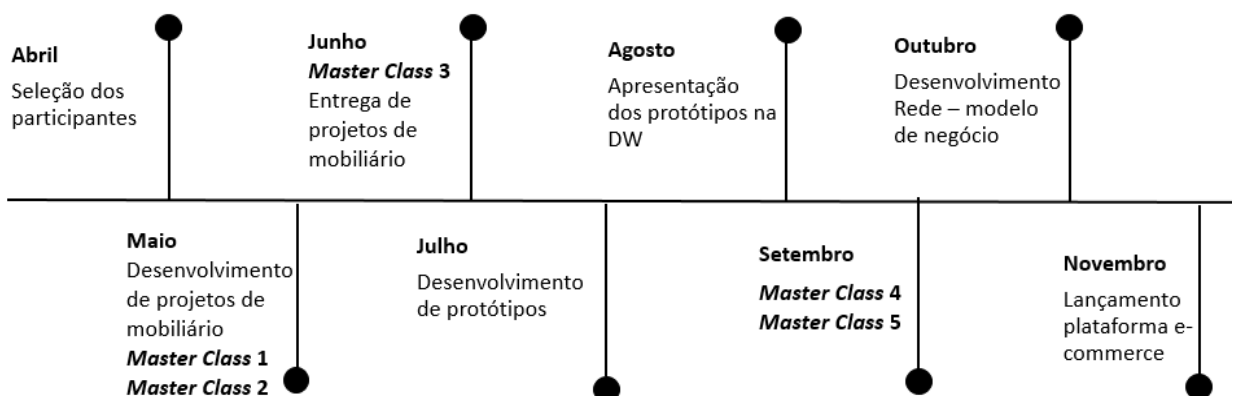 Abril
Seleção dos
participantes
Maio
Desenvolvimento
de projetos de
mobiliário
Master Class 1
Master Class 2
Junho
Master Class 3
Entrega de
projetos de
mobiliário
Julho
Desenvolvimento
de protótipos
Agosto
Apresentação
dos protótipos na
DW
Setembro
Master Class 4
Master Class 5
Outubro
Desenvolvimento
Rede – modelo
de negócio
Novembro
Lançamento
plataforma e-
commerce